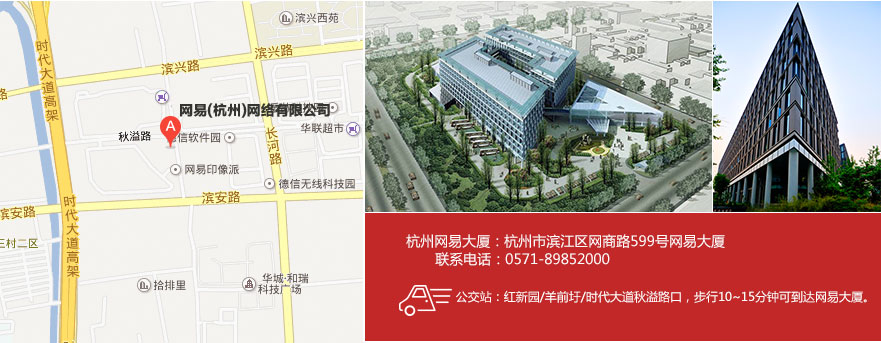 滨兴西苑
时代大道高架
滨兴路
滨兴路
网易(杭州)网络有限公司
A
秋溢路
信软件园
华联超市
长河路
网易印像派
德信无线科技园
滨安路
滨安路
三村二区
时代大道高架
拾排里
华城·和瑞
科技广场
杭州网易大厦：杭州市滨江区网商路599号网易大厦
联系电话：0571-89852000
公交站：红新园/羊前圩/时代大道秋溢路口，步行10~15分钟可到达网易大厦。